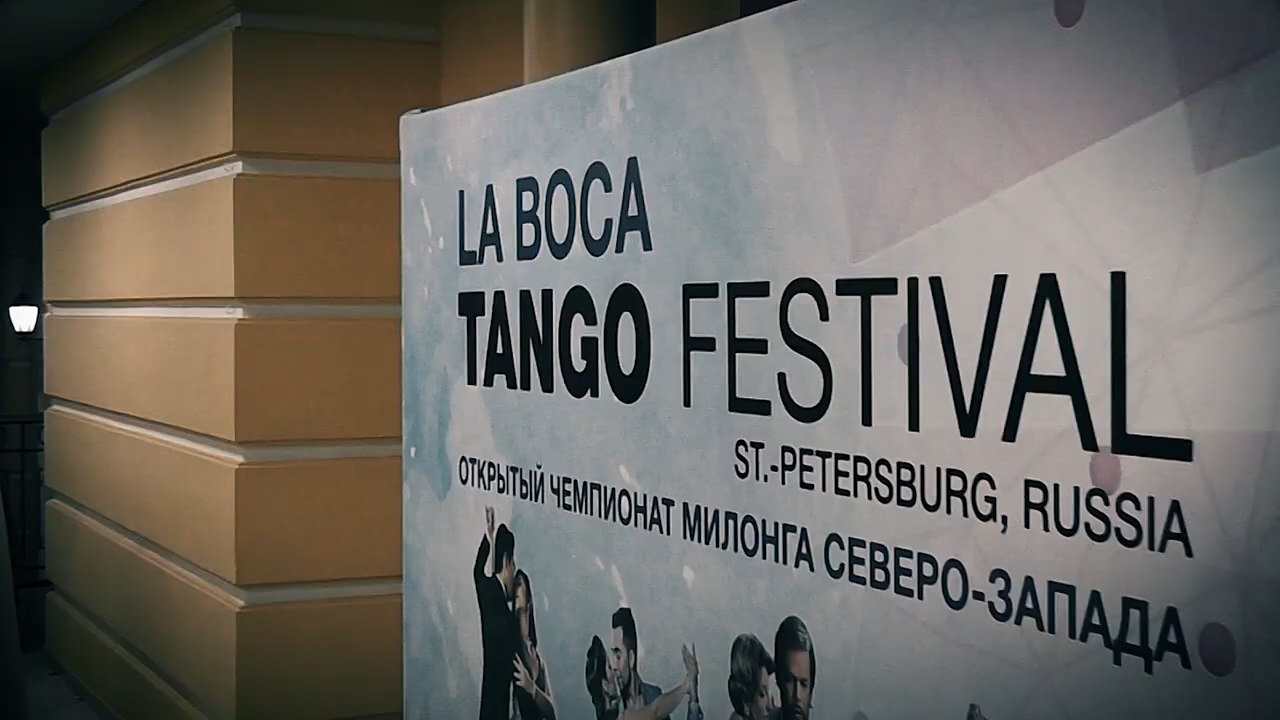 LA BOCA
TANGO FESTIVAL
ST.-PETERSBURG, RUSSIA
ОТКРЫТЫЙ ЧЕМПИОНАТ МИЛОНГА СЕВЕРО-ЗАПАДА